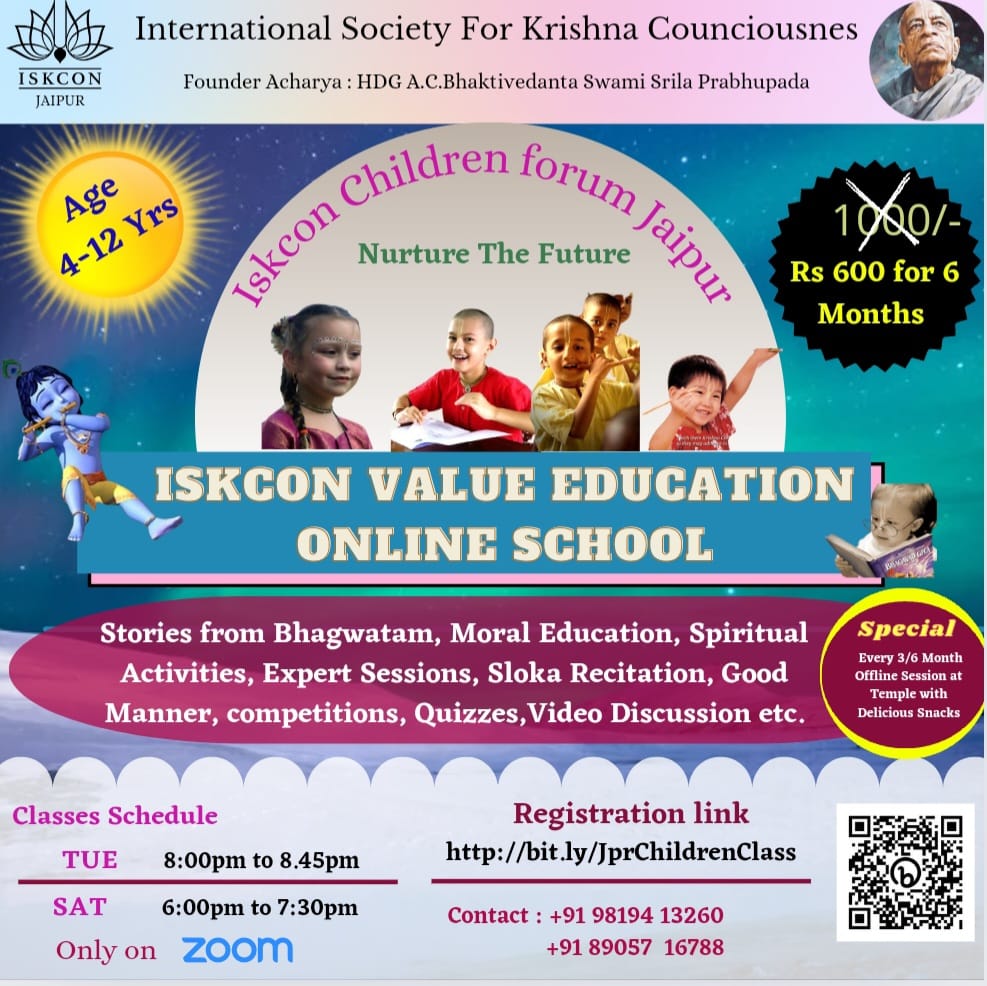 ISKCON
JAIPUR
International Society For Krishna Counciousnes
Founder Acharya : HDG A.C.Bhaktivedanta Swami Srila Prabhupada
Age
4-12 Yrs
Iskcon Children forum Jaipur
Nurture The Future
1000/-
Rs 600 for 6
Months
ISKCON VALUE EDUCATION
ONLINE SCHOOL
BHAGAVAD GITA
Stories from Bhagwatam, Moral Education, Spiritual
Activities, Expert Sessions, Sloka Recitation, Good
Manner, competitions, Quizzes,Video Discussion etc.
Special
Every 3/6 Month
Offline Session at
Temple with
Delicious Snacks
Classes Schedule
TUE 8:00pm to 8.45pm
SAT 6:00pm to 7:30pm
Only on zoom
Registration link
http://bit.ly/JprChildrenClass
Contact : +91 98194 13260
+91 89057 16788
b